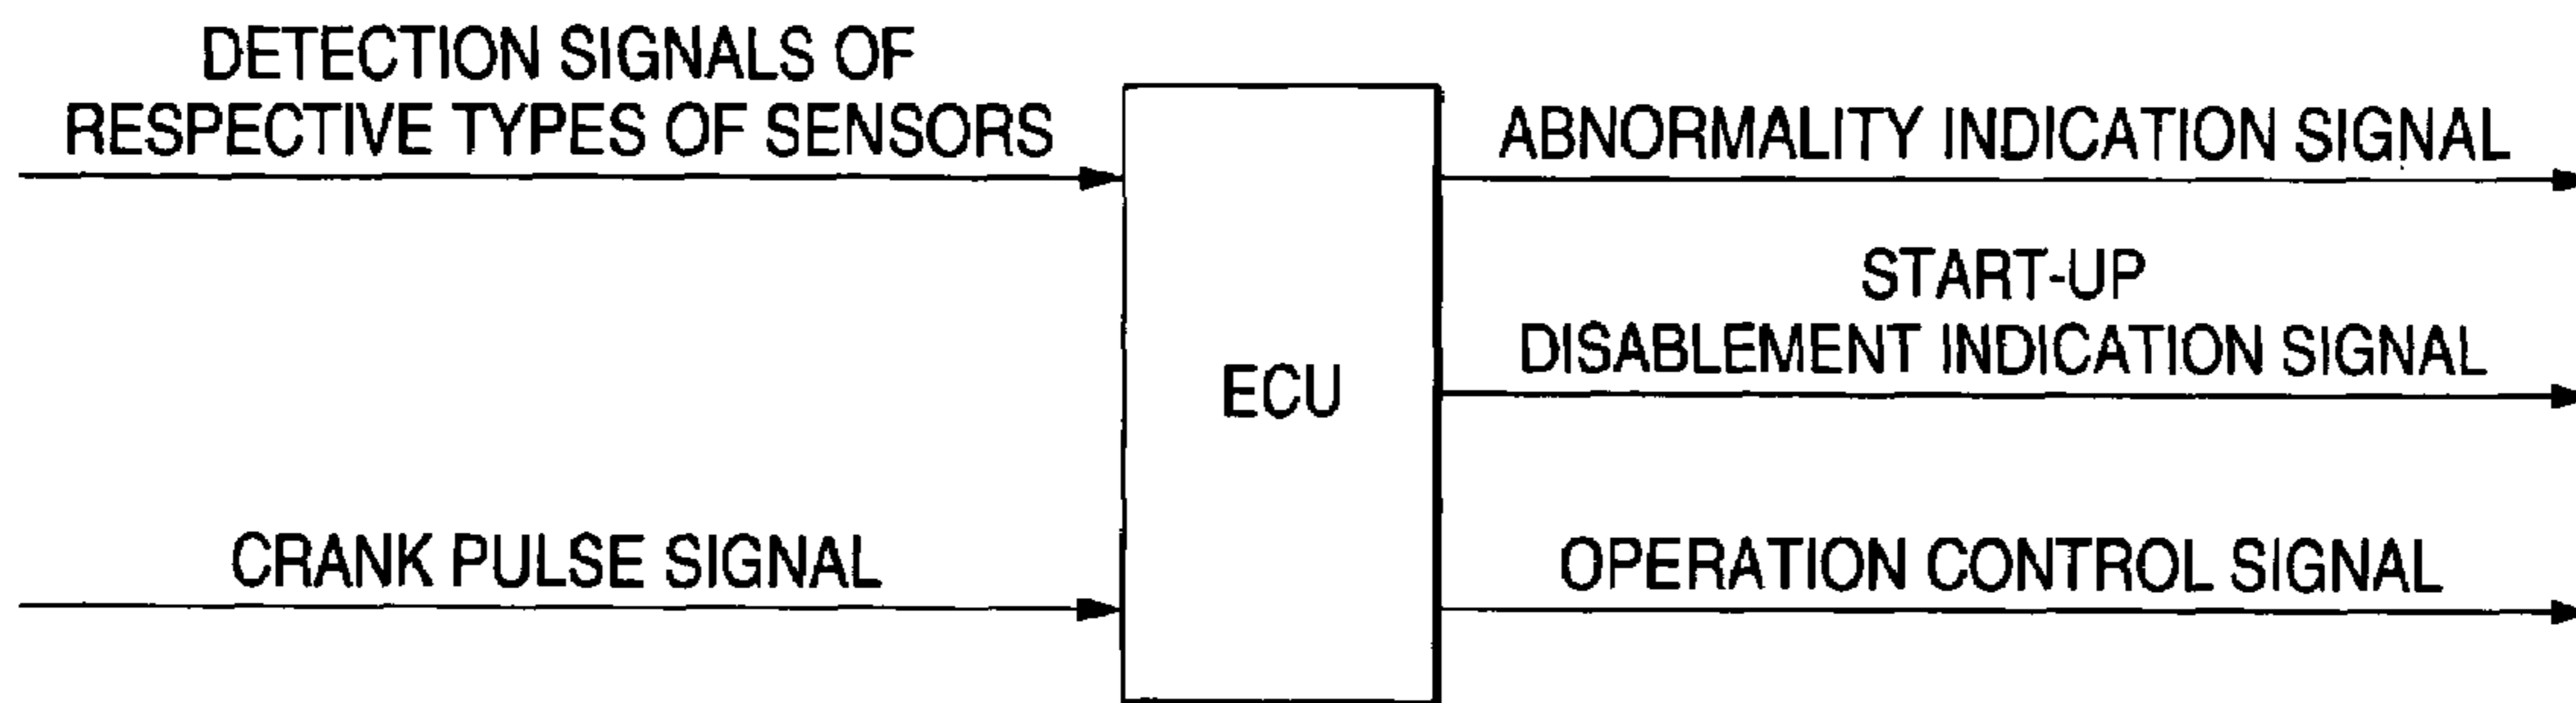 DETECTION SIGNALS OF
RESPECTIVE TYPES OF SENSORS
CRANK PULSE SIGNAL
ECU
ABNORMALITY INDICATION SIGNAL
START-UP
DISABLEMENT INDICATION SIGNAL
OPERATION CONTROL SIGNAL